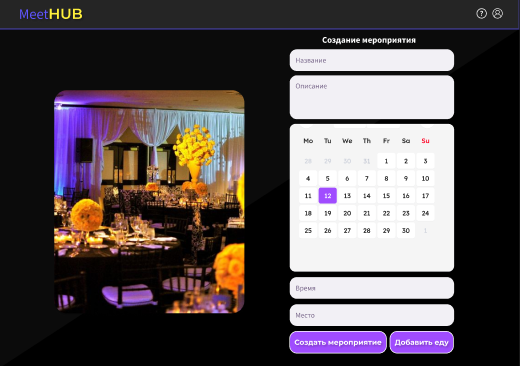 MeetHUB
Создание мероприятия
Название
Описание
Mo Tu We Th Fr Sa Su
28 29 30 31 1 2 3
4 5 6 7 8 9 10
11 12 13 14 15 16 17
18 19 20 21 22 23 24
25 26 27 28 29 30 1
Время
Место
Создать мероприятие Добавить еду